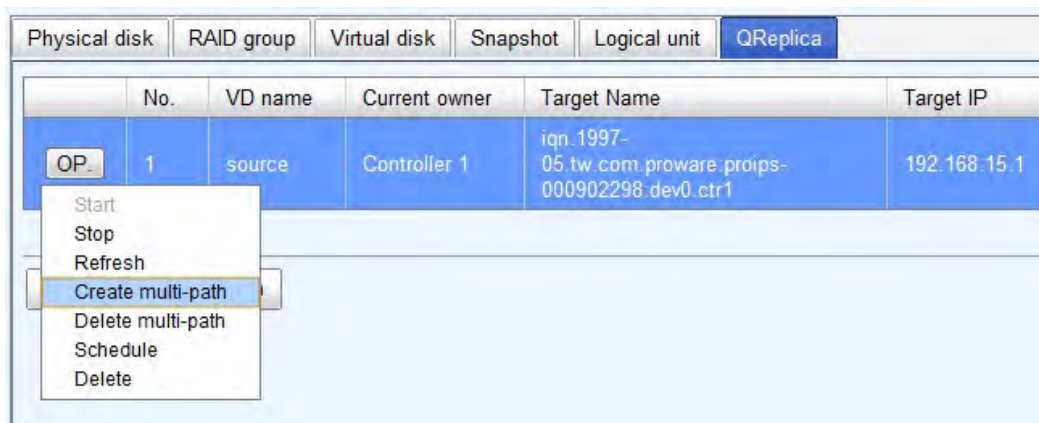 Physical disk RAID group Virtual disk Snapshot Logical unit QReplica
No. VD name Current owner Target Name Target IP
OP. 1 source Controller 1 iqn.1997-
05.tw.com.proware:proips-
000902298:dev0.ctr1 192.168.15.1
Start
Stop
Refresh
Create multi-path
Delete multi-path
Schedule
Delete